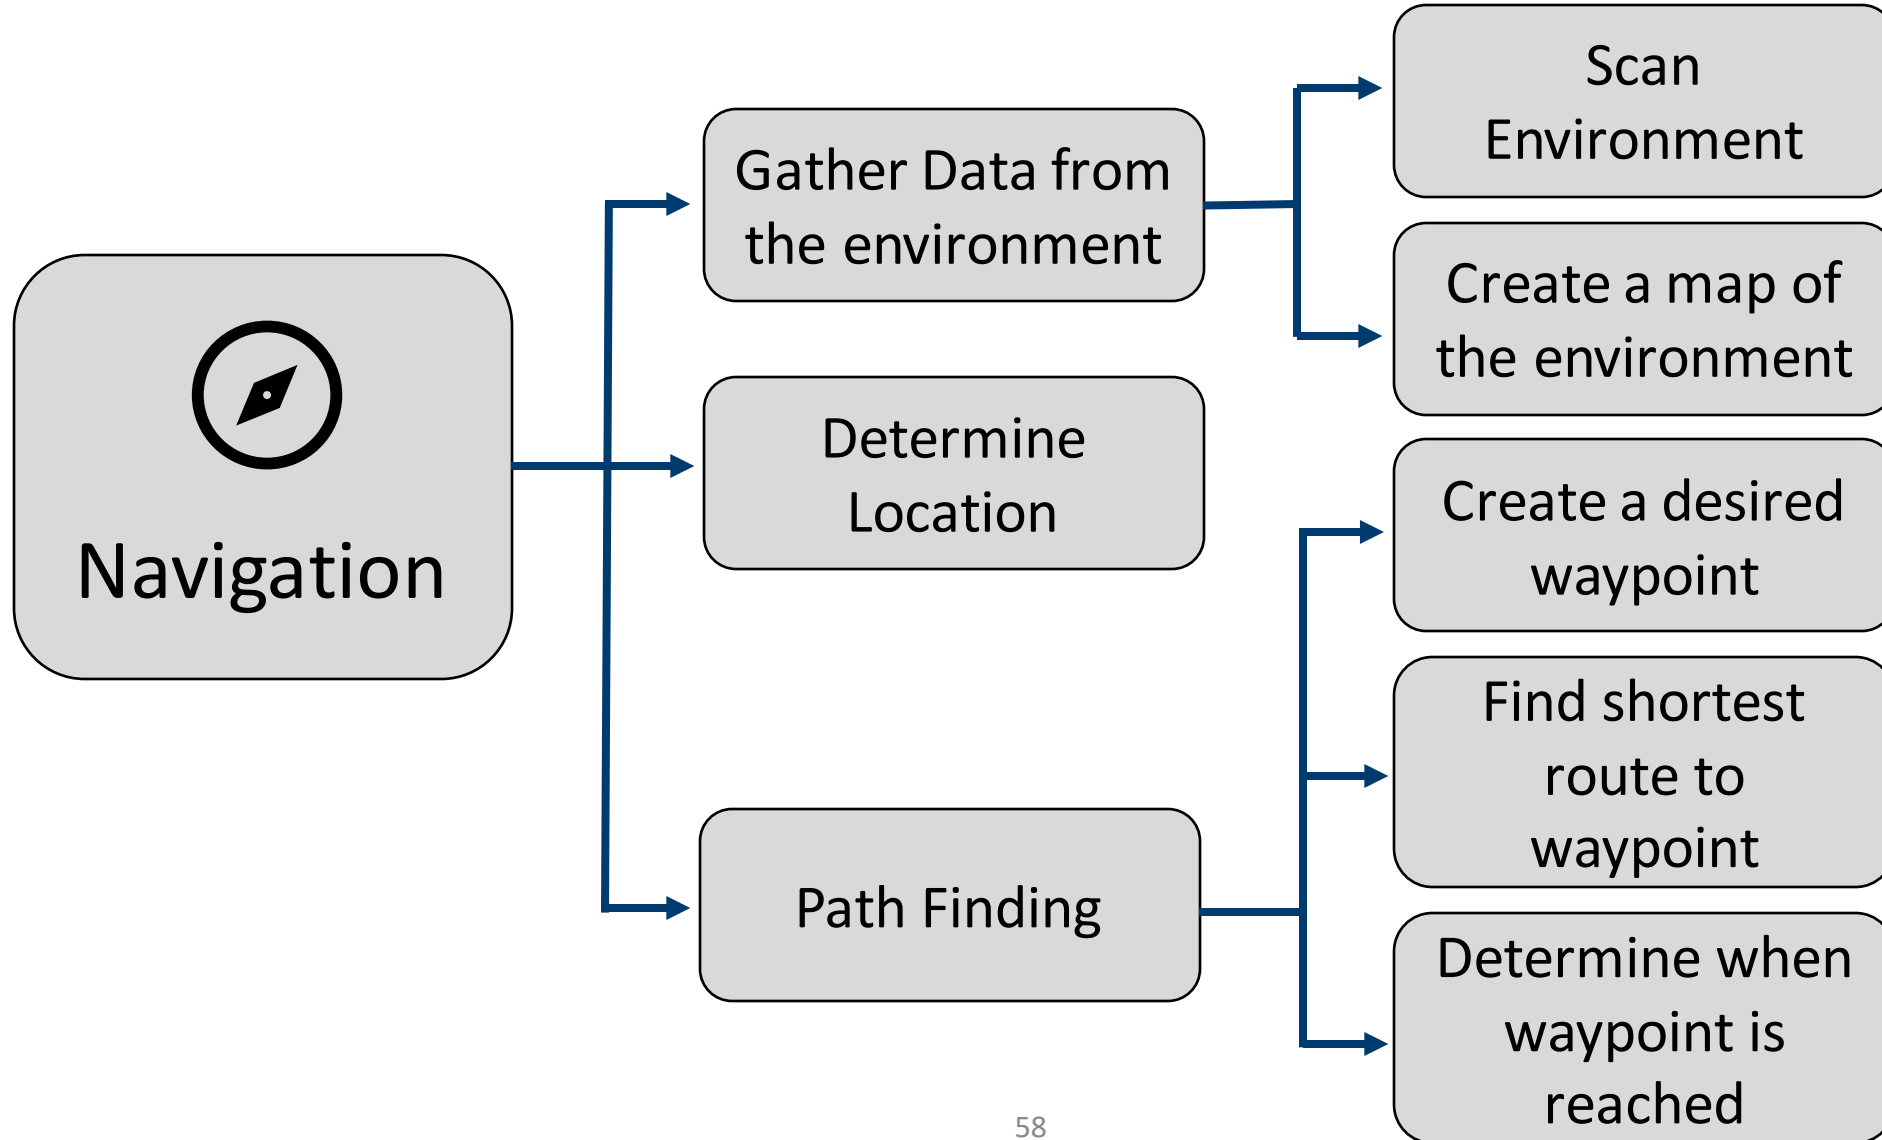 Navigation
Gather Data from
the environment
Determine
Location
Path Finding
Scan
Environment
Create a map of
the environment
Create a desired
waypoint
Find shortest
route to
waypoint
Determine when
waypoint is
reached
58